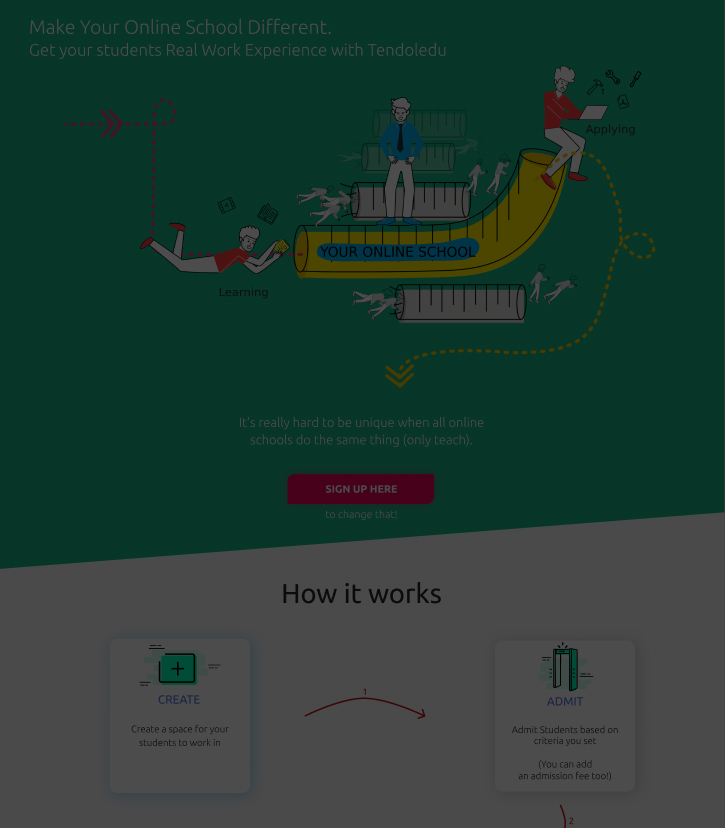 Make Your Online School Different.
Get your students Real Work Experience with Tendoledu
Applying
YOUR ONLINE SCHOOL
Learning
It's really hard to be unique when all online
schools do the same thing (only teach).
SIGN UP HERE
to change that!
How it works
1
CREATE
Create a space for your
students to work in
ADMIT
Admit Students based on
criteria you set
(You can add
an admission fee too!)
2